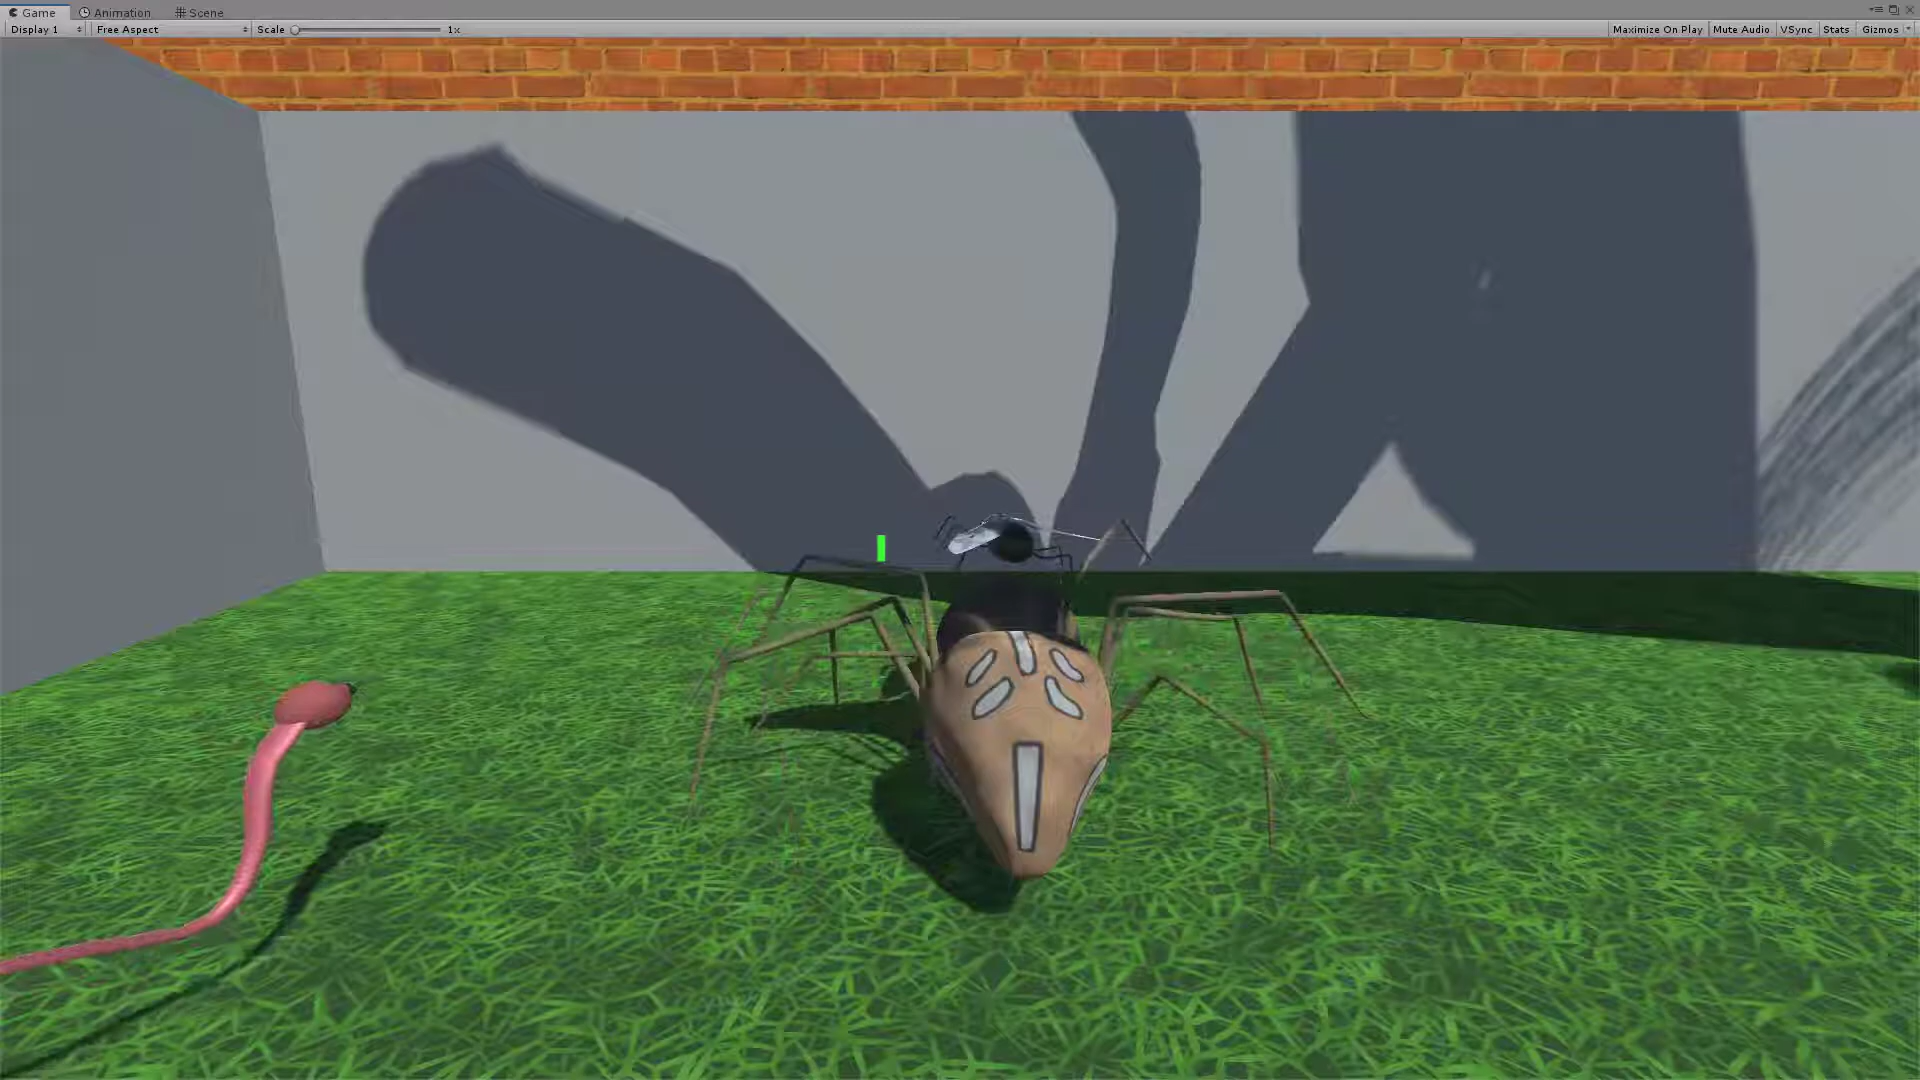 Game Animation Scene
Display 1 Free Aspect Scale 1x Maximize On Play Mute Audio VSync Stats Gizmos